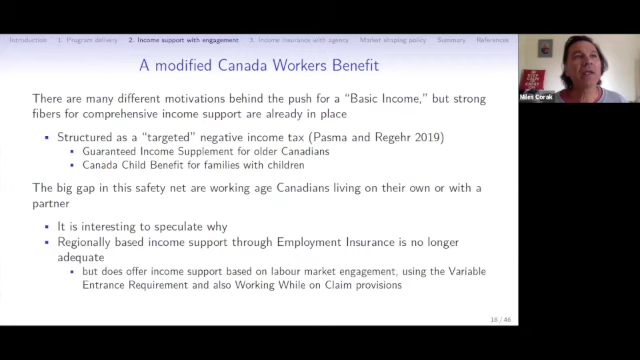 Introduction 1. Program delivery 2. Income support with engagement 3. Income insurance with agency Market shaping policy Summary References
A modified Canada Workers Benefit
There are many different motivations behind the push for a "Basic Income," but strong
fibers for comprehensive income support are already in place
Structured as a "targeted" negative income tax (Pasma and Regehr 2019)
Guaranteed Income Supplement for older Canadians
Canada Child Benefit for families with children
The big gap in this safety net are working age Canadians living on their own or with a
partner
It is interesting to speculate why
Regionally based income support through Employment Insurance is no longer
adequate
but does offer income support based on labour market engagement, using the Variable
Entrance Requirement and also Working While on Claim provisions
18 / 46
Miles Corak